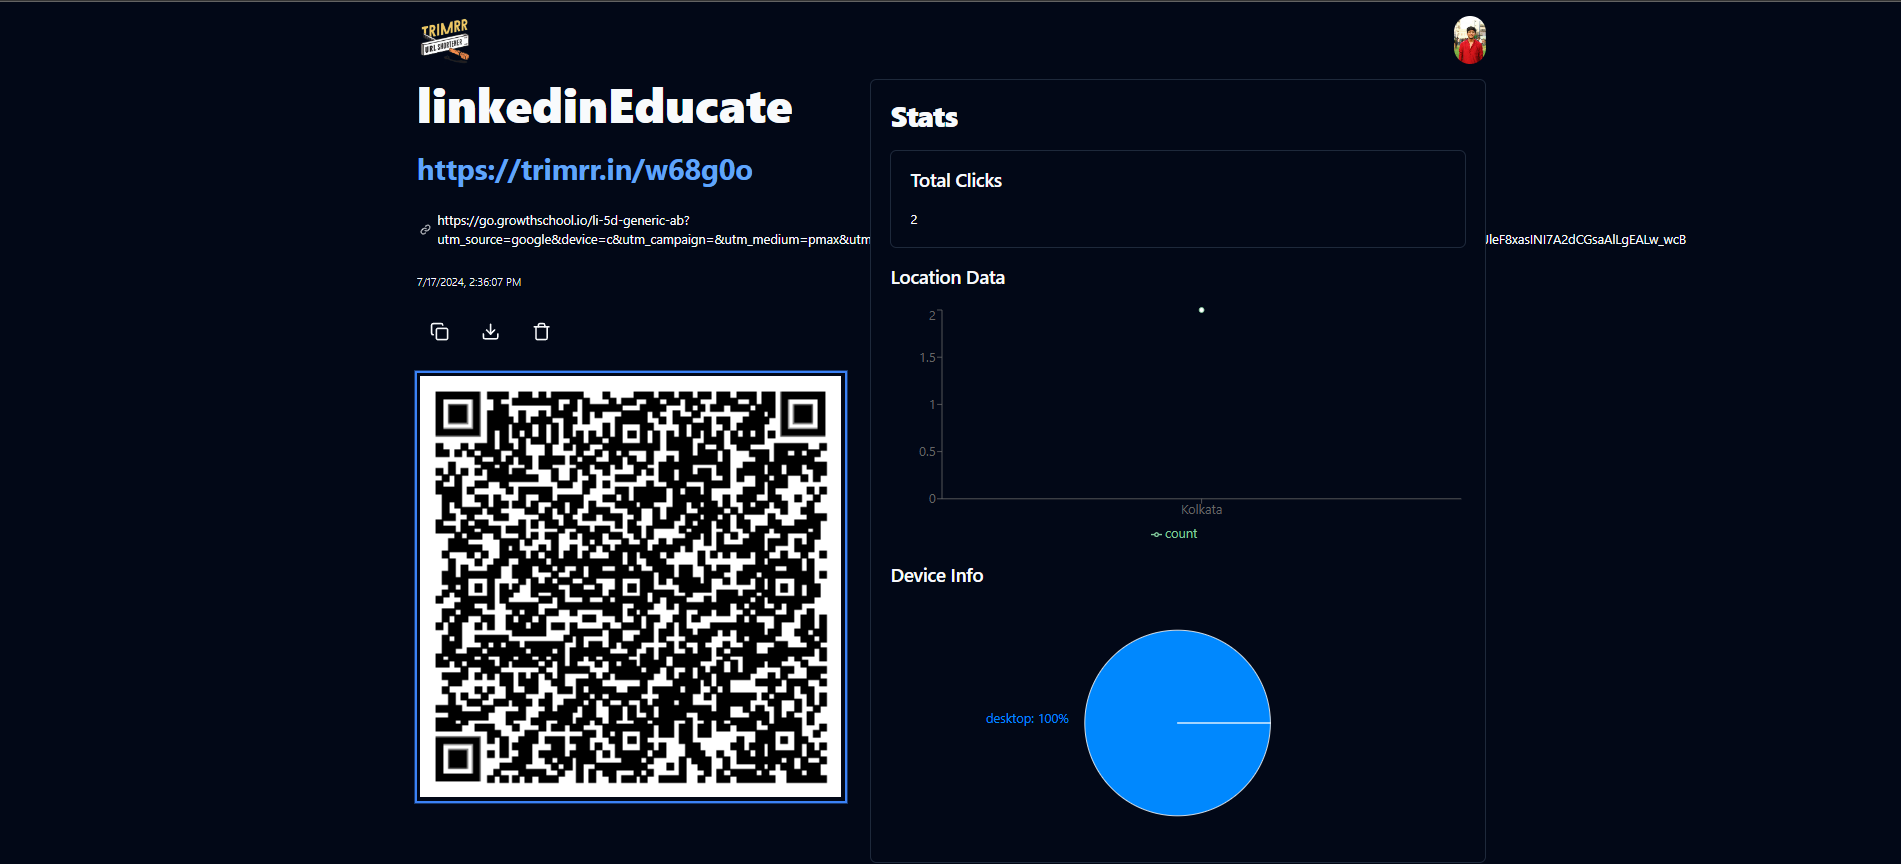 TRIMRR
URL SHORTENER
linkedinEducate
https://trimrr.in/w68g0o
https://go.growthschool.io/li-5d-generic-ab?
utm_source=google&device=c&utm_campaign=&utm_medium=pmax&utm
JleF8xasINI7A2dCGsaAlLgEALw_wcB
7/17/2024, 2:36:07 PM
Stats
Total Clicks
2
Location Data
2
1.5
1
0.5
0
Kolkata
count
Device Info
desktop: 100%